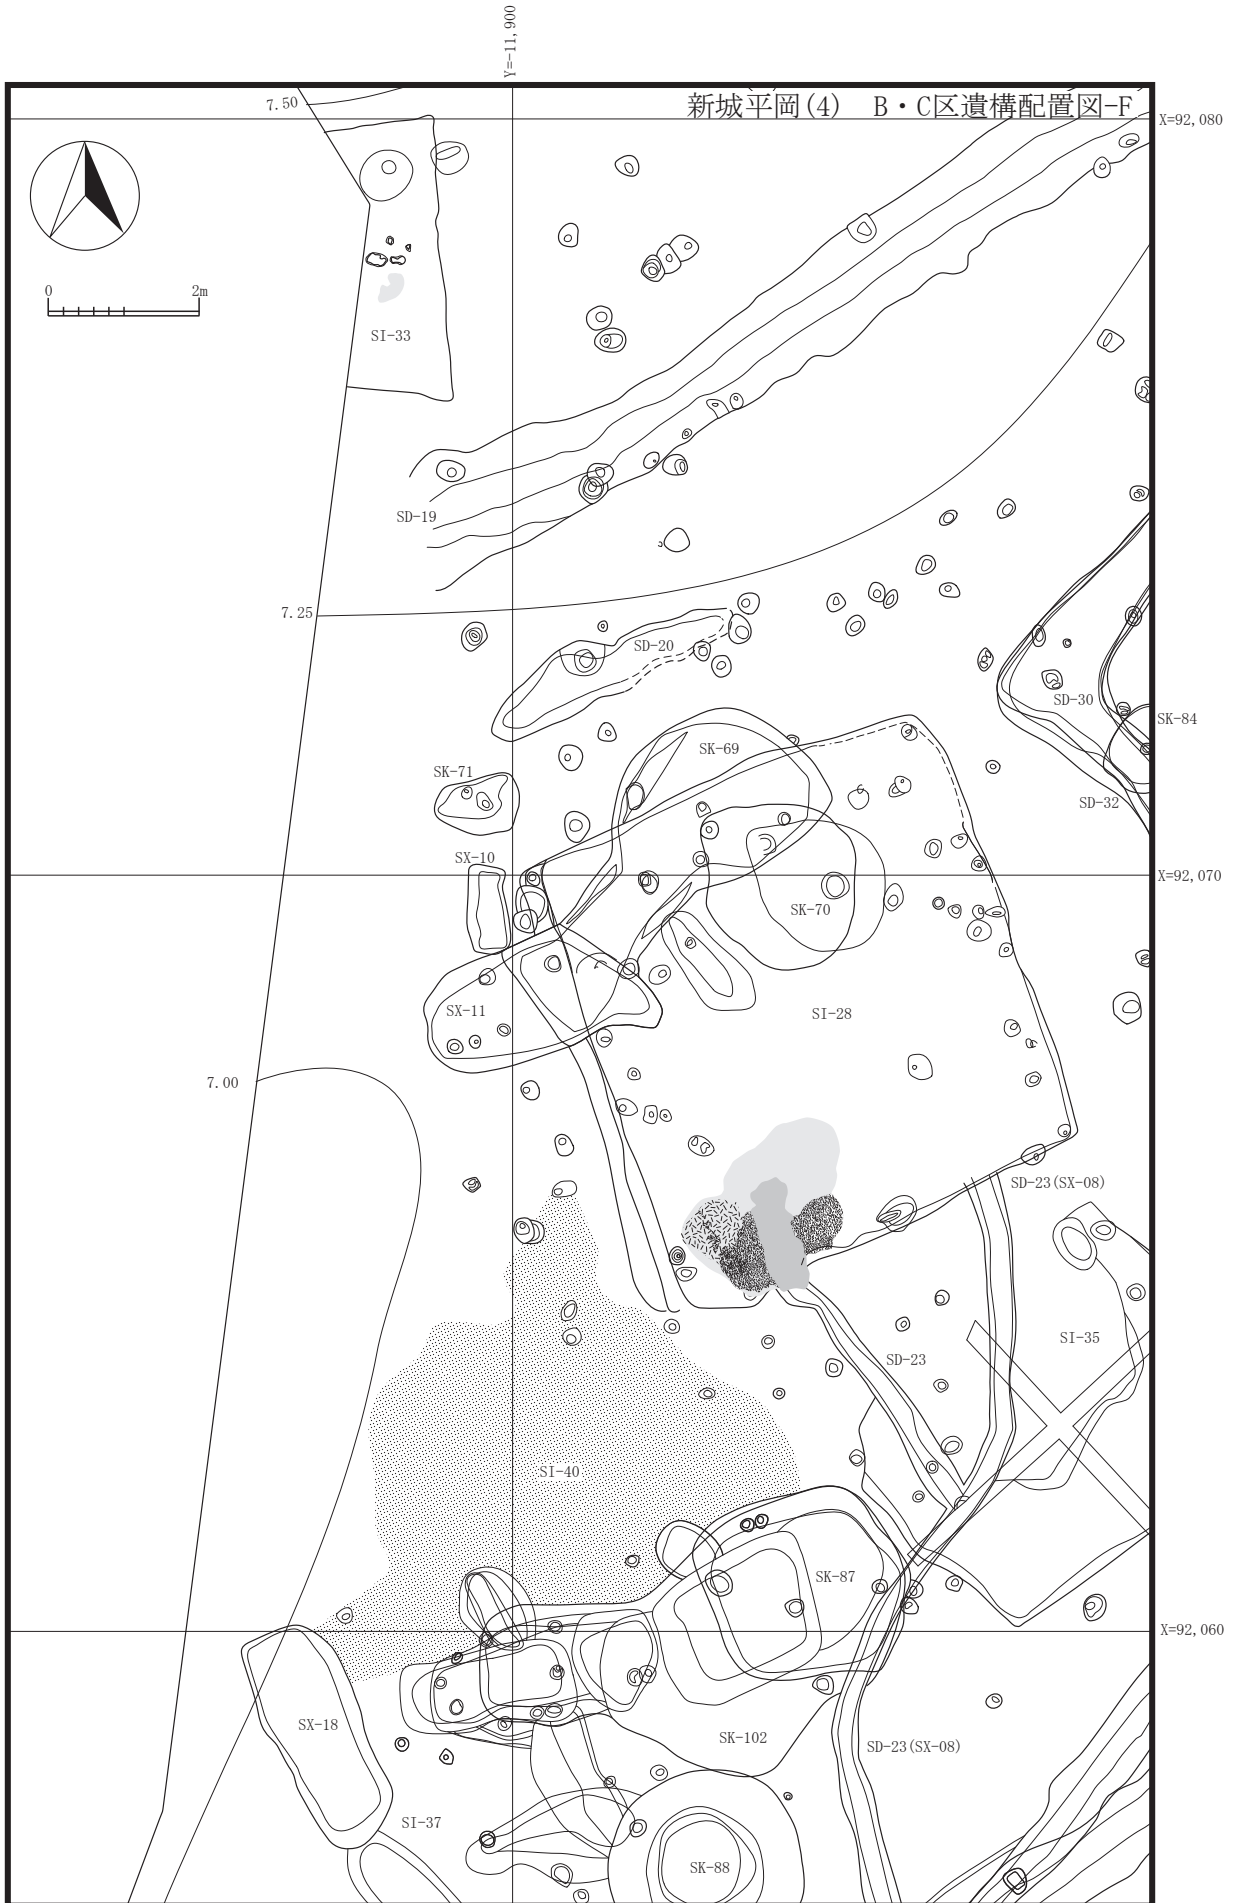 Y=-11,900
7.50
新城平岡(4) B・C区遺構配置図-F
X=92,080
0 2m
SI-33
SD-19
7.25
SD-20
SD-30
SK-84
SK-69
SK-71
SD-32
SX-10
X=92,070
SK-70
SX-11
SI-28
7.00
SD-23(SX-08)
SI-35
SD-23
SI-40
SK-87
X=92,060
SX-18
SK-102
SD-23(SX-08)
SI-37
SK-88